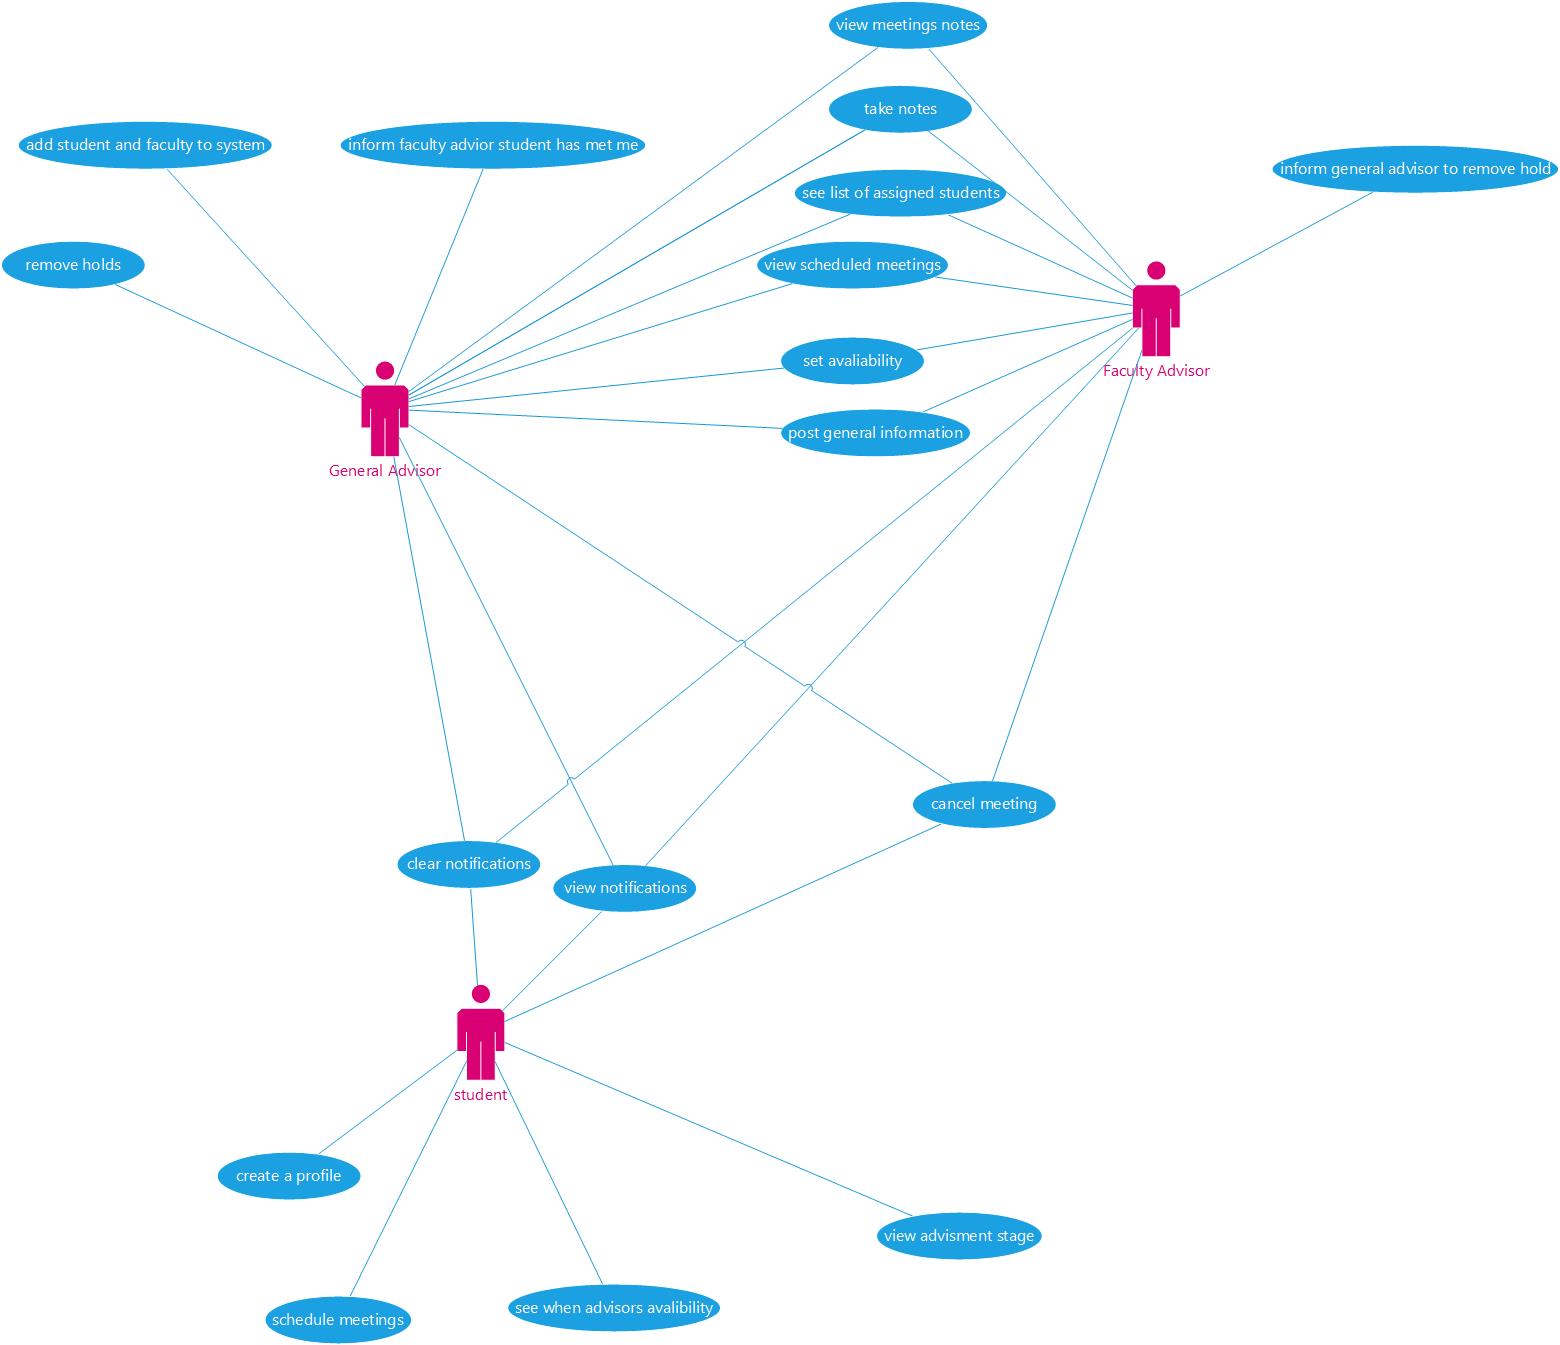 view meetings notes
take notes
add student and faculty to system
inform faculty advior student has met me
inform general advisor to remove hold
see list of assigned students
remove holds
view scheduled meetings
set avaliability
Faculty Advisor
post general information
General Advisor
cancel meeting
clear notifications
view notifications
student
create a profile
view advisment stage
see when advisors avalibility
schedule meetings